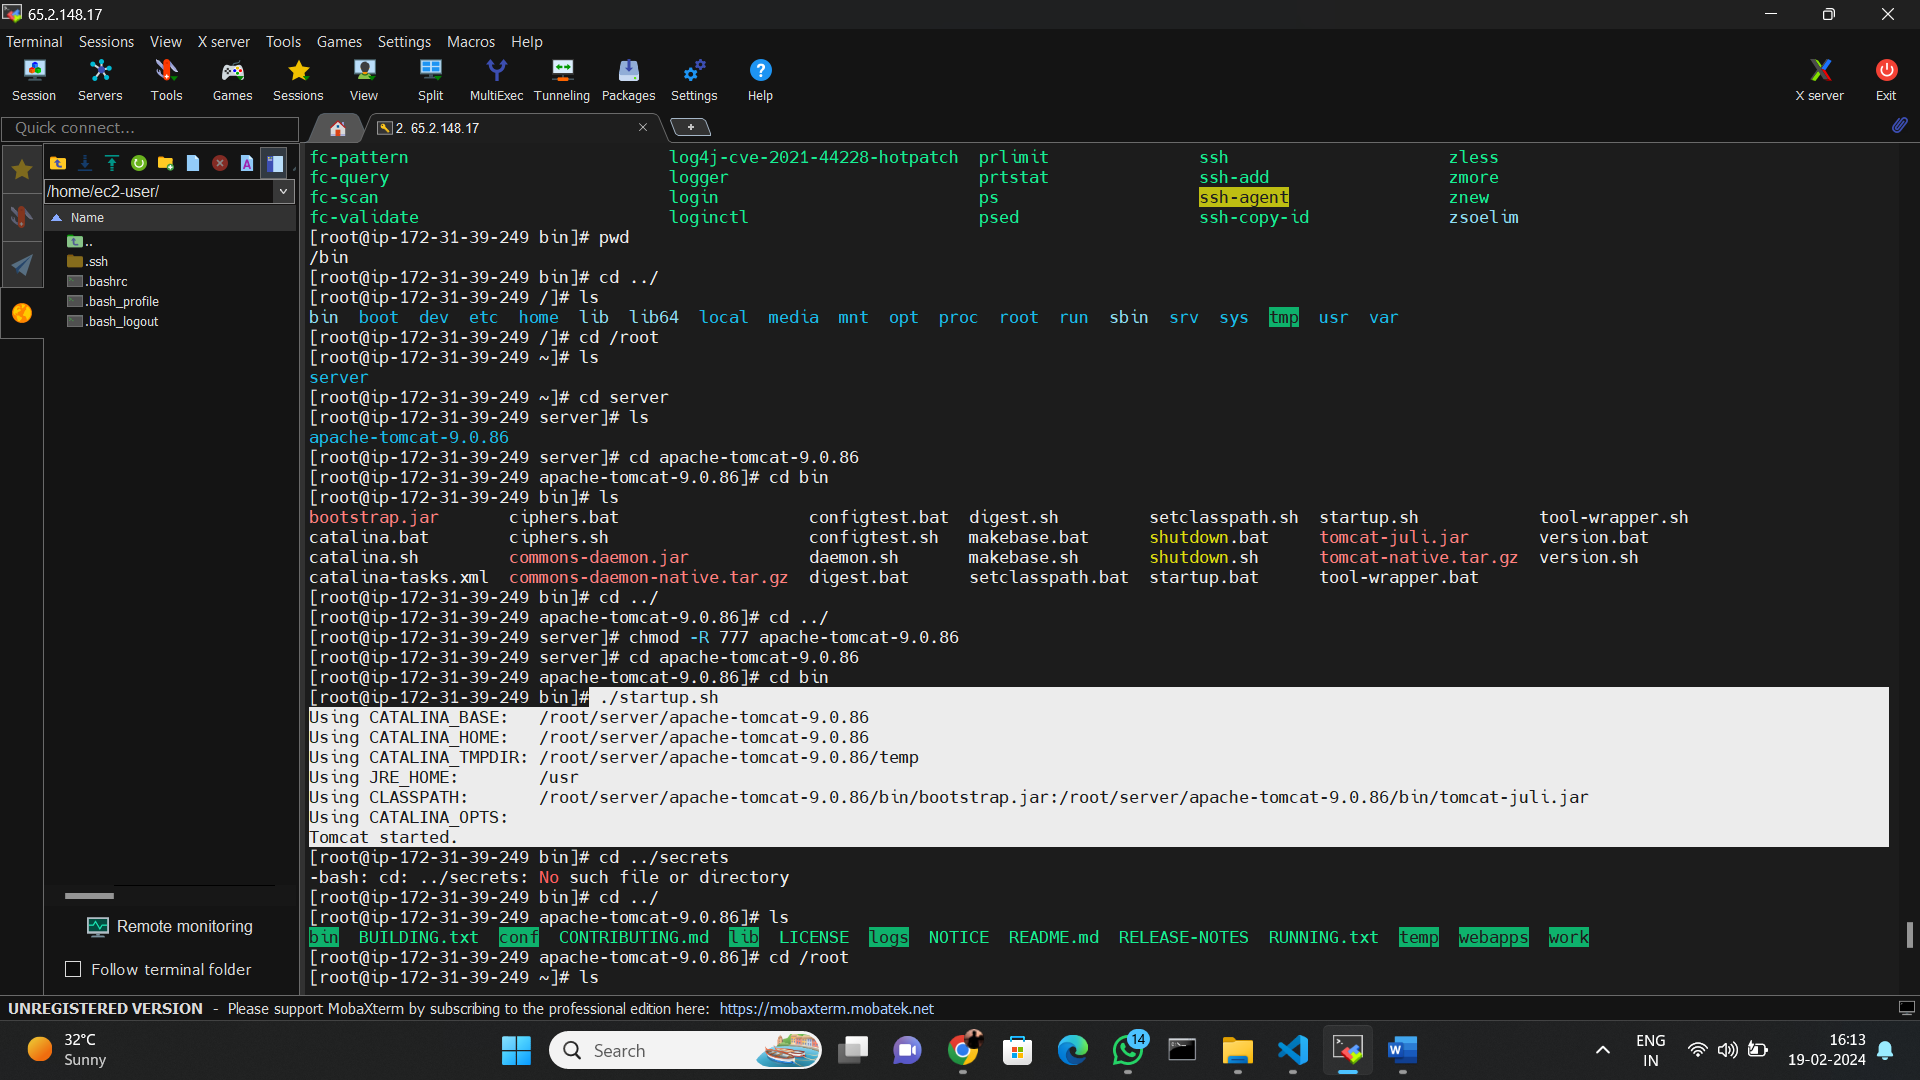 65.2.148.17
Terminal Sessions View X server Tools Games Settings Macros Help
Session Servers Tools Games Sessions View Split MultiExec Tunneling Packages Settings Help X server Exit
Quick connect...
2. 65.2.148.17
/home/ec2-user/
Name
..
.ssh
.bashrc
.bash_profile
.bash_logout
fc-pattern log4j-cve-2021-44228-hotpatch prlimit ssh zless
fc-query logger prtstat ssh-add zmore
fc-scan login ps ssh-agent znew
fc-validate loginctl psed ssh-copy-id zsoelim
[root@ip-172-31-39-249 bin]# pwd
/bin
[root@ip-172-31-39-249 bin]# cd ../
[root@ip-172-31-39-249 /]# ls
bin boot dev etc home lib lib64 local media mnt opt proc root run sbin srv sys tmp usr var
[root@ip-172-31-39-249 /]# cd /root
[root@ip-172-31-39-249 ~]# ls
server
[root@ip-172-31-39-249 ~]# cd server
[root@ip-172-31-39-249 server]# ls
apache-tomcat-9.0.86
[root@ip-172-31-39-249 server]# cd apache-tomcat-9.0.86
[root@ip-172-31-39-249 apache-tomcat-9.0.86]# cd bin
[root@ip-172-31-39-249 bin]# ls
bootstrap.jar ciphers.bat configtest.bat digest.sh setclasspath.sh startup.sh tool-wrapper.sh
catalina.bat ciphers.sh configtest.sh makebase.bat shutdown.bat tomcat-juli.jar version.bat
catalina.sh commons-daemon.jar daemon.sh makebase.sh shutdown.sh tomcat-native.tar.gz version.sh
catalina-tasks.xml commons-daemon-native.tar.gz digest.bat setclasspath.bat startup.bat tool-wrapper.bat
[root@ip-172-31-39-249 bin]# cd ../
[root@ip-172-31-39-249 apache-tomcat-9.0.86]# cd ../
[root@ip-172-31-39-249 server]# chmod -R 777 apache-tomcat-9.0.86
[root@ip-172-31-39-249 server]# cd apache-tomcat-9.0.86
[root@ip-172-31-39-249 apache-tomcat-9.0.86]# cd bin
[root@ip-172-31-39-249 bin]# ./startup.sh
Using CATALINA_BASE: /root/server/apache-tomcat-9.0.86
Using CATALINA_HOME: /root/server/apache-tomcat-9.0.86
Using CATALINA_TMPDIR: /root/server/apache-tomcat-9.0.86/temp
Using JRE_HOME: /usr
Using CLASSPATH: /root/server/apache-tomcat-9.0.86/bin/bootstrap.jar:/root/server/apache-tomcat-9.0.86/bin/tomcat-juli.jar
Using CATALINA_OPTS:
Tomcat started.
[root@ip-172-31-39-249 bin]# cd ../secrets
-bash: cd: ../secrets: No such file or directory
[root@ip-172-31-39-249 bin]# cd ../
[root@ip-172-31-39-249 apache-tomcat-9.0.86]# ls
bin BUILDING.txt conf CONTRIBUTING.md lib LICENSE logs NOTICE README.md RELEASE-NOTES RUNNING.txt temp webapps work
[root@ip-172-31-39-249 apache-tomcat-9.0.86]# cd /root
[root@ip-172-31-39-249 ~]# ls
Remote monitoring
Follow terminal folder
UNREGISTERED VERSION - Please support MobaXterm by subscribing to the professional edition here: https://mobaxterm.mobatek.net
32°C
Sunny
Search
14
ENG
IN
16:13
19-02-2024